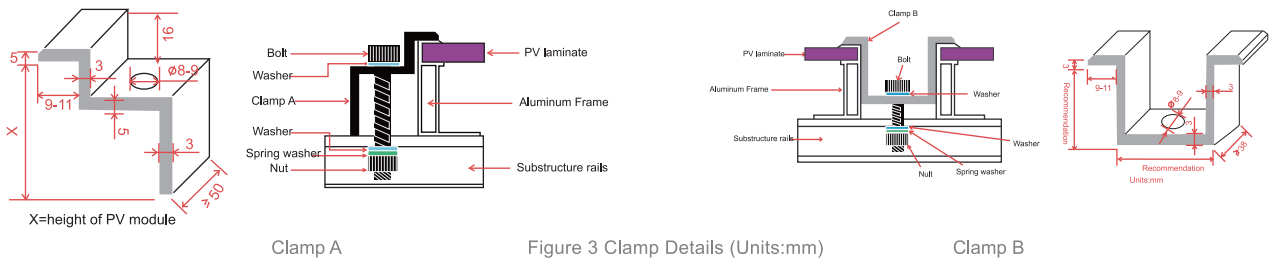 16
5
3
ø8-9
9-11
X
5
3
≥50
X=height of PV module
Bolt
Washer
Clamp A
Washer
Spring washer
Nut
PV laminate
Aluminum Frame
Substructure rails
Clamp B
PV laminate
Bolt
Aluminum Frame
Washer
Substructure rails
Washer
Spring washer
Nult
3
9-11
Recommendation
ø8-9
3
3
≥38
Recommendation
Units:mm
Clamp A
Figure 3 Clamp Details (Units:mm)
Clamp B